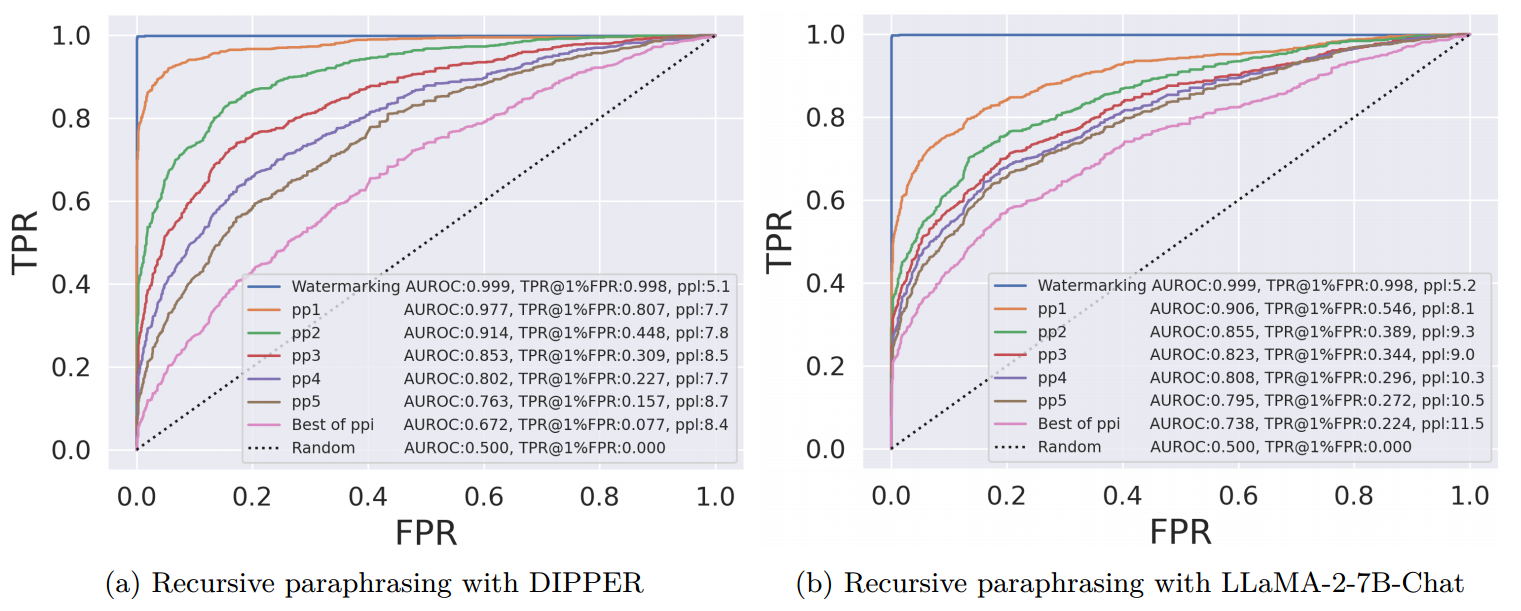 1.0
0.8
0.6
0.4
0.2
0.0
TPR
Watermarking AUROC:0.999, TPR@1%FPR:0.998, ppl:5.1
pp1 AUROC:0.977, TPR@1%FPR:0.807, ppl:7.7
pp2 AUROC:0.914, TPR@1%FPR:0.448, ppl:7.8
pp3 AUROC:0.853, TPR@1%FPR:0.309, ppl:8.5
pp4 AUROC:0.802, TPR@1%FPR:0.227, ppl:7.7
pp5 AUROC:0.763, TPR@1%FPR:0.157, ppl:8.7
Best of ppi AUROC:0.672, TPR@1%FPR:0.077, ppl:8.4
Random AUROC:0.500, TPR@1%FPR:0.000
0.0 0.2 0.4 0.6 0.8 1.0
FPR
(a) Recursive paraphrasing with DIPPER
1.0
0.8
0.6
0.4
0.2
0.0
TPR
Watermarking AUROC:0.999, TPR@1%FPR:0.998, ppl:5.2
pp1 AUROC:0.906, TPR@1%FPR:0.546, ppl:8.1
pp2 AUROC:0.855, TPR@1%FPR:0.389, ppl:9.3
pp3 AUROC:0.823, TPR@1%FPR:0.344, ppl:9.0
pp4 AUROC:0.808, TPR@1%FPR:0.296, ppl:10.3
pp5 AUROC:0.795, TPR@1%FPR:0.272, ppl:10.5
Best of ppi AUROC:0.738, TPR@1%FPR:0.224, ppl:11.5
Random AUROC:0.500, TPR@1%FPR:0.000
0.0 0.2 0.4 0.6 0.8 1.0
FPR
(b) Recursive paraphrasing with LLaMA-2-7B-Chat